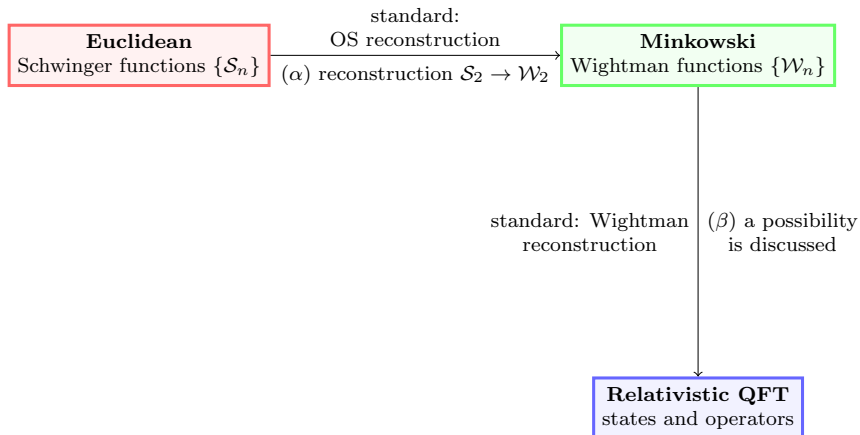 standard:
OS reconstruction
Euclidean
Schwinger functions {𝒮ₙ}
(α) reconstruction 𝒮₂ → 𝒲₂
Minkowski
Wightman functions {𝒲ₙ}
standard: Wightman
reconstruction
(β) a possibility
is discussed
Relativistic QFT
states and operators